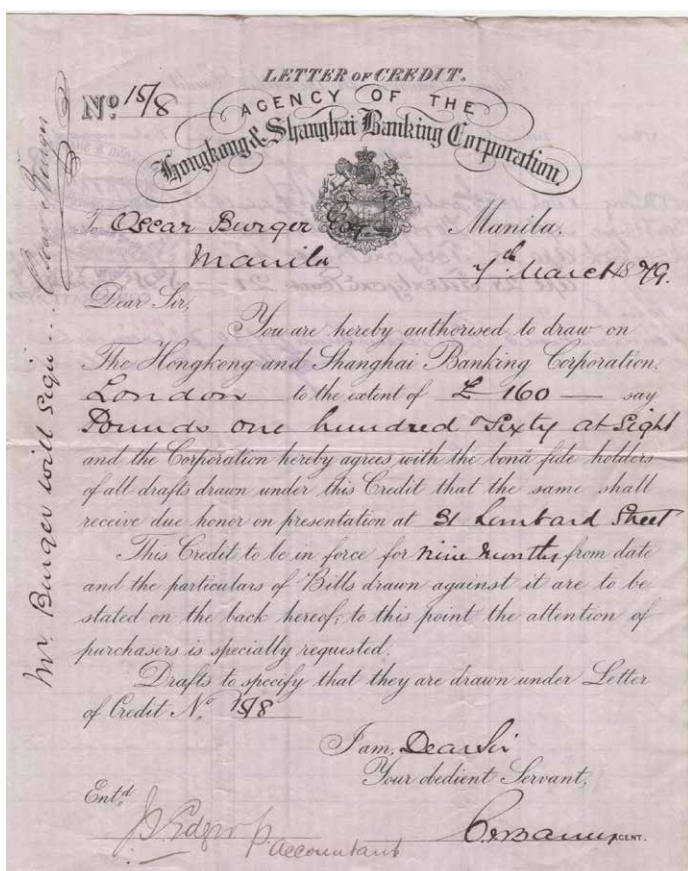 LETTER OF CREDIT.
No. 15/8
AGENCY OF THE
Hongkong & Shanghai Banking Corporation.
To Oscar Burger Esq. Manila.
Manila 7th March 1879.
Dear Sir,
You are hereby authorised to draw on
The Hongkong and Shanghai Banking Corporation.
London to the extent of £ 160 — say
Pounds one hundred & Sixty at Sight
and the Corporation hereby agrees with the bonâ fide holders
of all drafts drawn under this Credit that the same shall
receive due honor on presentation at 31 Lombard Street
This Credit to be in force for nine months from date
and the particulars of Bills drawn against it are to be
stated on the back hereof; to this point the attention of
purchasers is specially requested.
Drafts to specify that they are drawn under Letter
of Credit No. 15/8
I am, Dear Sir
Your obedient Servant,
Entd.
Accountant
AGENT.
Mr. Burger will sign ... Oscar Burger